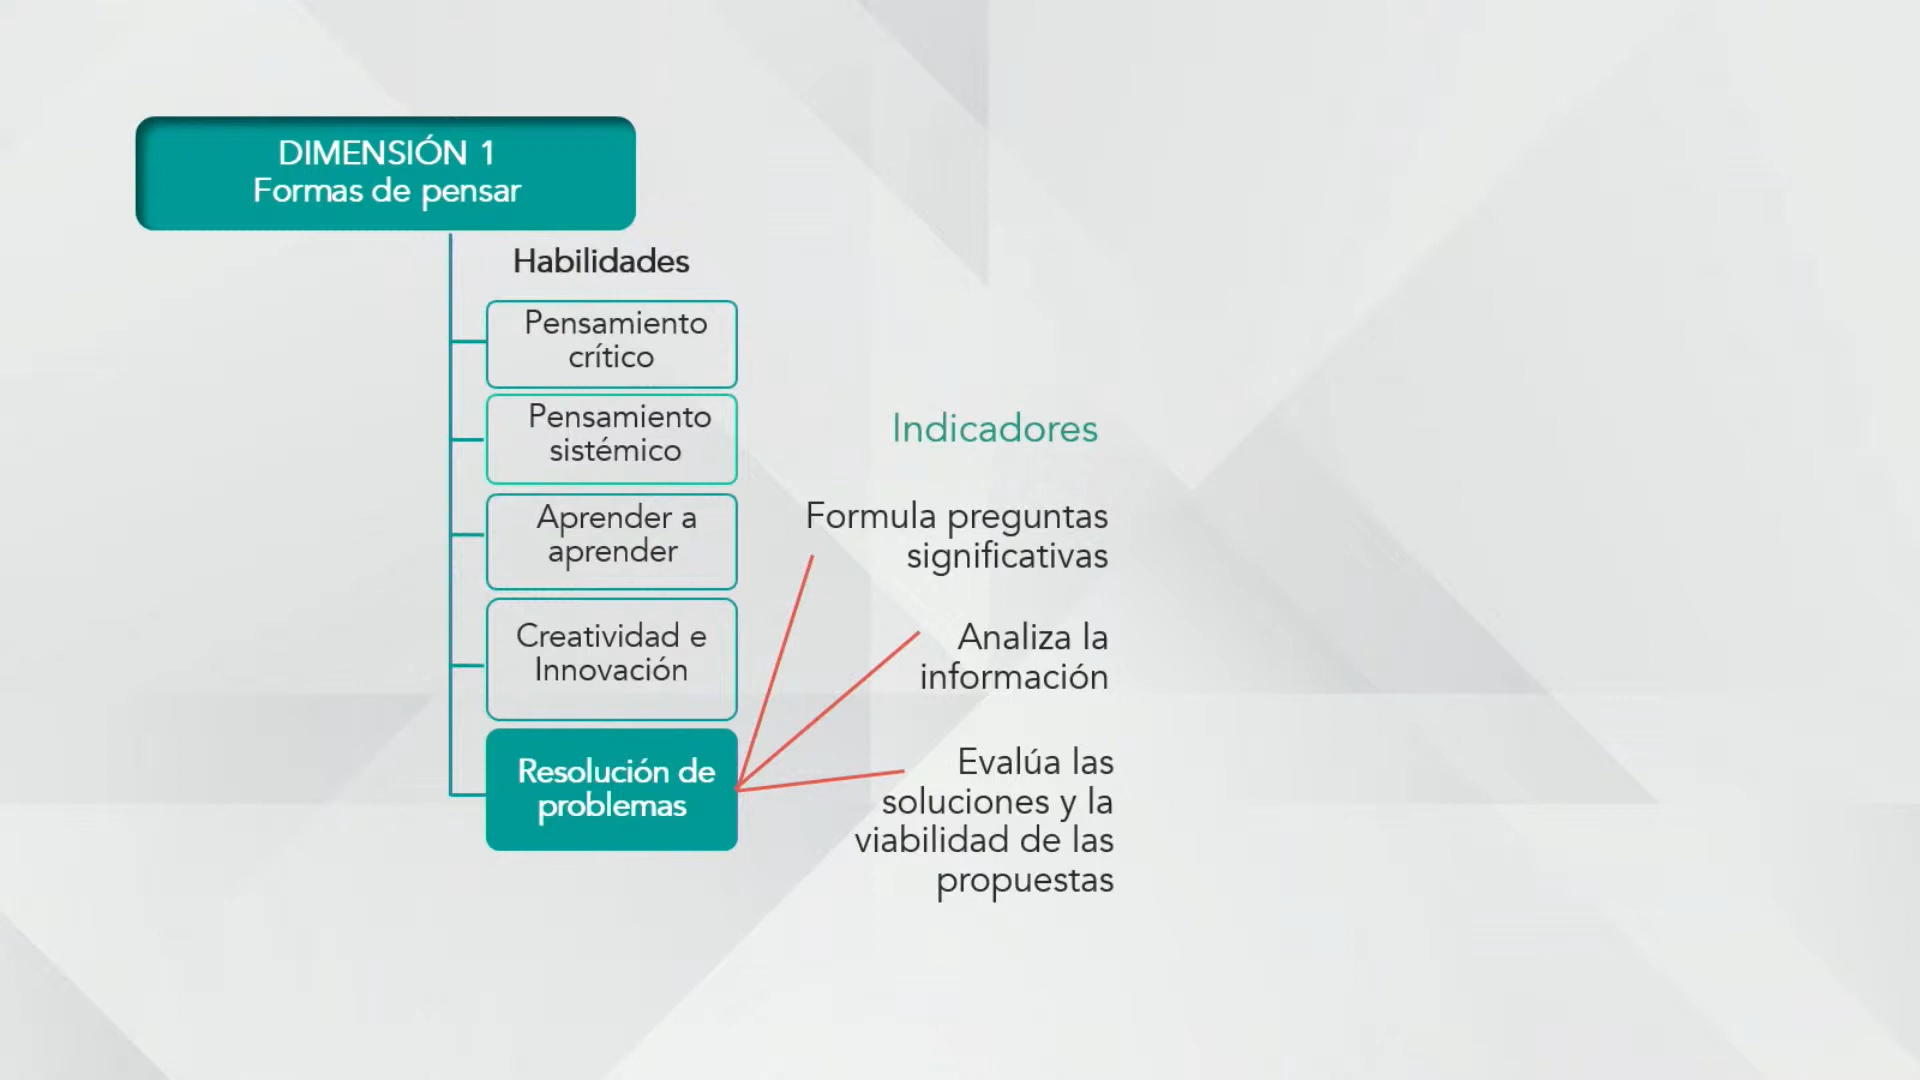 DIMENSIÓN 1
Formas de pensar
Habilidades
Pensamiento
crítico
Pensamiento
sistémico
Aprender a
aprender
Creatividad e
Innovación
Resolución de
problemas
Indicadores
Formula preguntas
significativas
Analiza la
información
Evalúa las
soluciones y la
viabilidad de las
propuestas